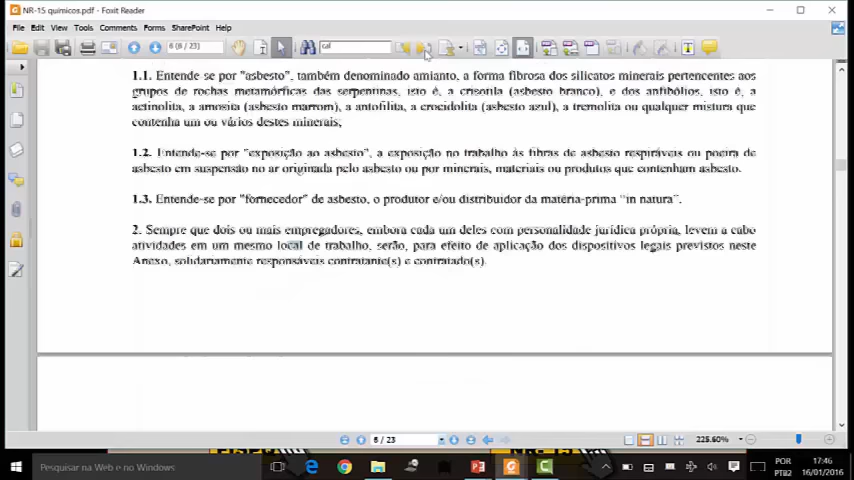 NR-15 quimicos.pdf - Foxit Reader
File Edit View Tools Comments Forms SharePoint Help
6 (6 / 23)
cal
1.1. Entende se por "asbesto", também denominado amianto, a forma fibrosa dos silicatos minerais pertencentes aos
grupos de rochas metamórficas das serpentinas, isto é, a crisotila (asbesto branco), e dos anfibólios, isto é, a
actinolita, a amosita (asbesto marrom), a antofilita, a crocidolita (asbesto azul), a tremolita ou qualquer mistura que
contenha um ou vários destes minerais;
1.2. Entende-se por "exposição ao asbesto", a exposição no trabalho às fibras de asbesto respiráveis ou poeira de
asbesto em suspensão no ar originada pelo asbesto ou por minerais, materiais ou produtos que contenham asbesto.
1.3. Entende-se por "fornecedor" de asbesto, o produtor e/ou distribuidor da matéria-prima "in natura".
2. Sempre que dois ou mais empregadores, embora cada um deles com personalidade jurídica própria, levem a cabo
atividades em um mesmo local de trabalho, serão, para efeito de aplicação dos dispositivos legais previstos neste
Anexo, solidariamente responsáveis contratante(s) e contratado(s).
6 / 23
225.60%
Pesquisar na Web e no Windows
POR
PTB2
17:46
16/01/2016